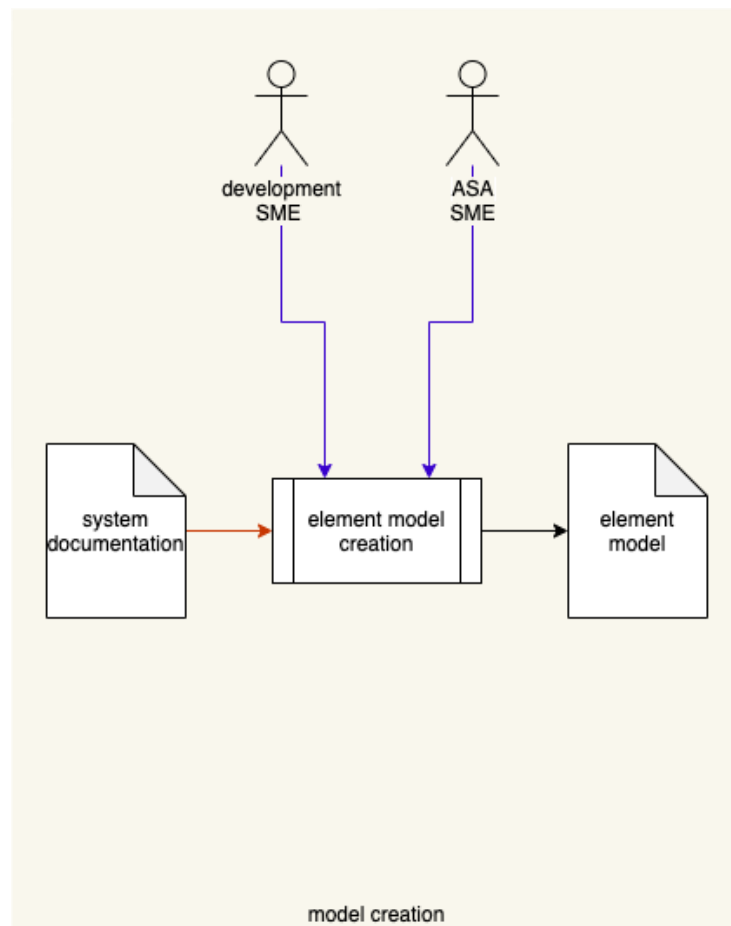 development
SME
ASA
SME
system
documentation
element model
creation
element
model
model creation